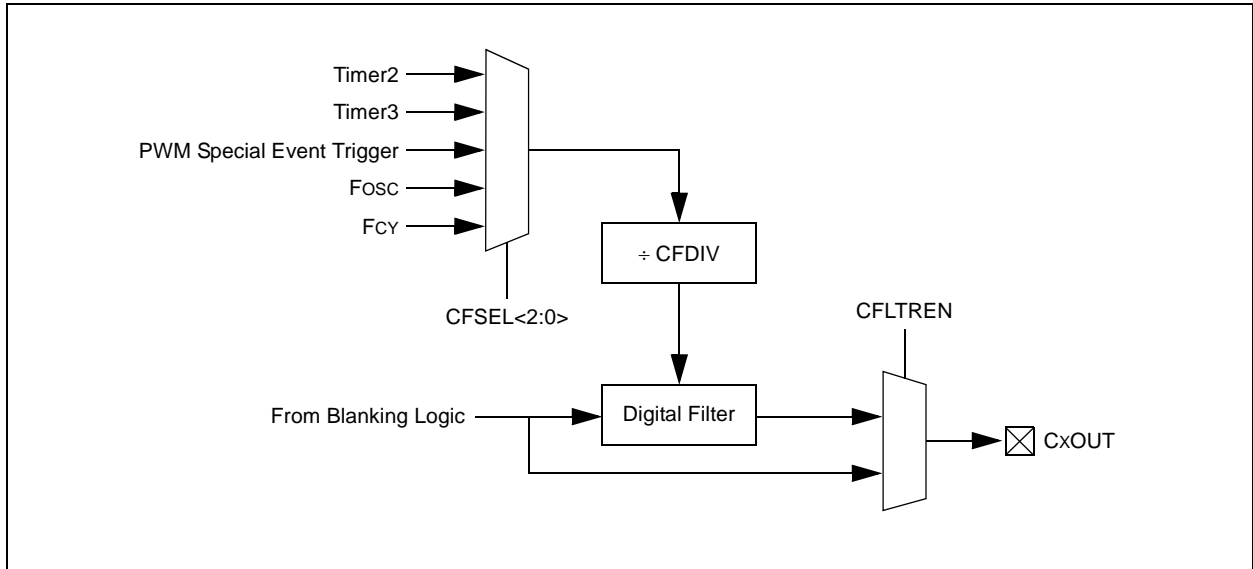 Timer2
Timer3
PWM Special Event Trigger
FOSC
FCY
÷ CFDIV
CFSEL<2:0>
CFLTREN
From Blanking Logic
Digital Filter
CXOUT